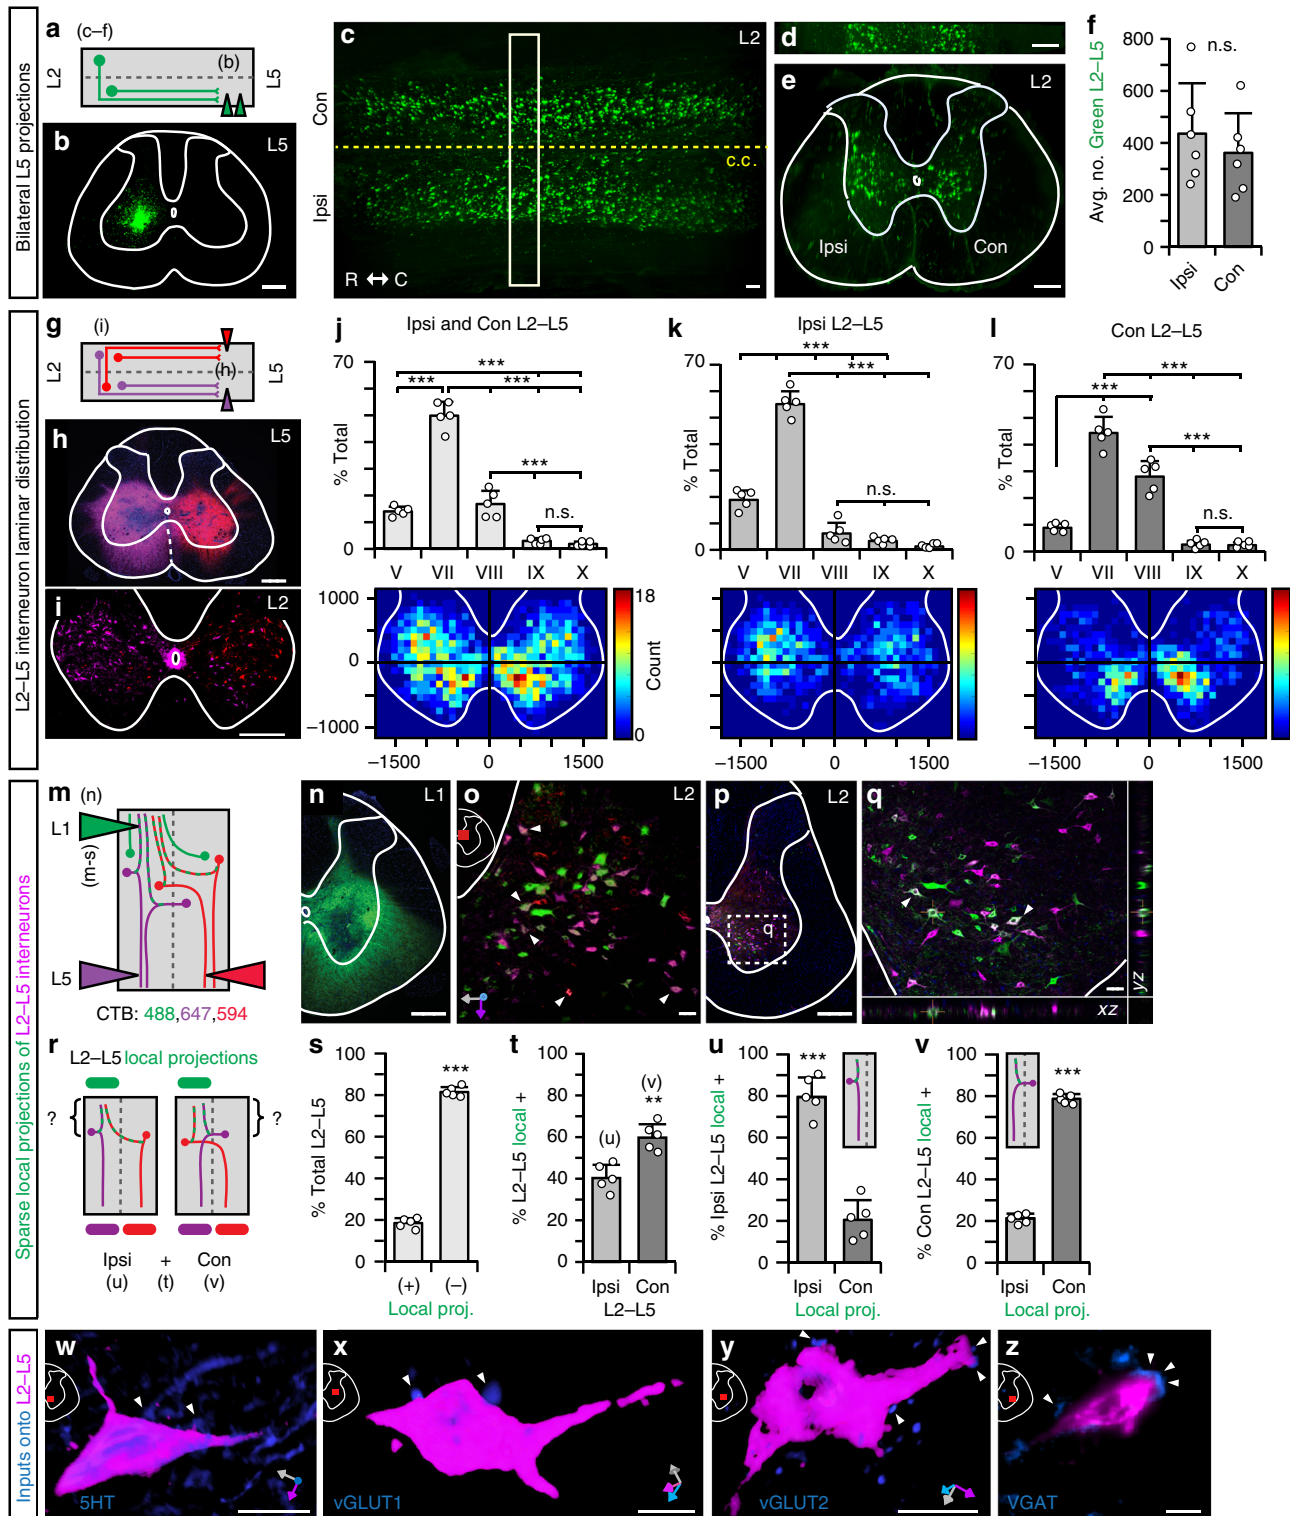 Bilateral L5 projections
a
(c–f)
L2
(b)
L5
b
L5
c
L2
Con
Ipsi
c.c.
R ↔ C
d
e
L2
Ipsi
Con
f
n.s.
Avg. no. Green L2–L5
800
600
400
200
0
Ipsi
Con
L2–L5 interneuron laminar distribution
g
(i)
L2
(h)
L5
h
L5
i
L2
j
Ipsi and Con L2–L5
70
% Total
0
***
*** ***
***
n.s.
V VII VIII IX X
1000
0
−1000
−1500 0 1500
18
Count
0
k
Ipsi L2–L5
70
% Total
0
***
***
n.s.
V VII VIII IX X
−1500 0 1500
l
Con L2–L5
70
% Total
0
***
***
***
n.s.
V VII VIII IX X
−1500 0 1500
Sparse local projections of L2–L5 interneurons
m
(n)
L1
(m-s)
L5
CTB: 488,647,594
n
L1
o
L2
p
L2
q
q
yz
xz
r
L2–L5 local projections
? ?
Ipsi + Con
(u) (t) (v)
s
% Total L2–L5
100
80
60
40
20
0
***
(+) (−)
Local proj.
t
% L2–L5 local +
100
80
60
40
20
0
(v)
**
(u)
Ipsi Con
L2–L5
u
% Ipsi L2–L5 local +
100
80
60
40
20
0
***
Ipsi Con
Local proj.
v
% Con L2–L5 local +
100
80
60
40
20
0
***
Ipsi Con
Local proj.
Inputs onto L2–L5
w
5HT
x
vGLUT1
y
vGLUT2
z
VGAT